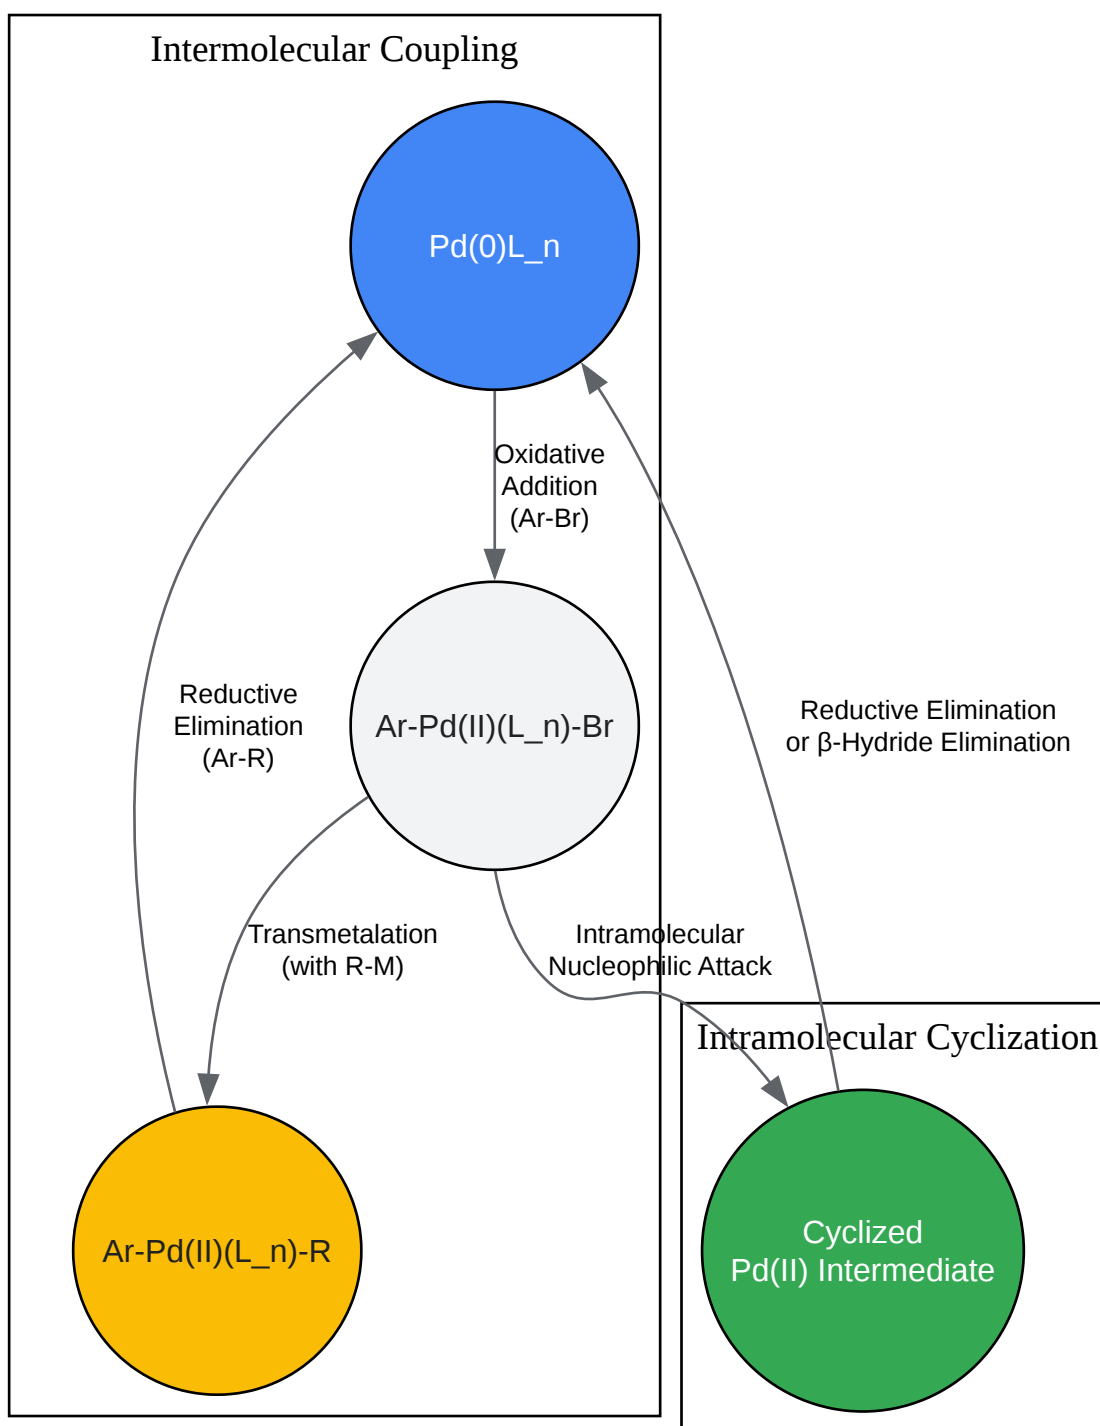 Intermolecular Coupling
Pd(0)L_n
Oxidative
Addition
(Ar-Br)
Ar-Pd(II)(L_n)-Br
Reductive
Elimination
(Ar-R)
Reductive Elimination
or β-Hydride Elimination
Transmetalation
(with R-M)
Intramolecular
Nucleophilic Attack
Intramolecular Cyclization
Ar-Pd(II)(L_n)-R
Cyclized
Pd(II) Intermediate